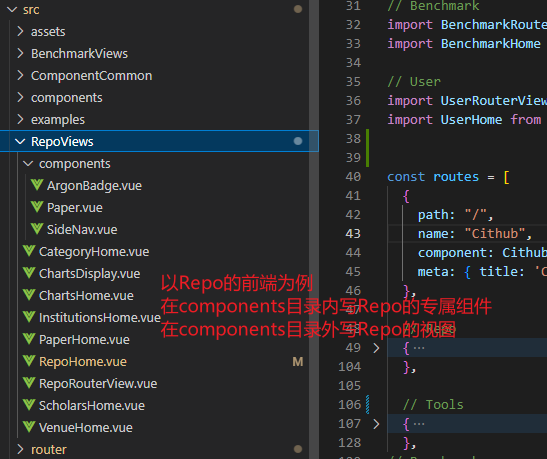 src
assets
BenchmarkViews
ComponentCommon
components
examples
RepoViews
components
ArgonBadge.vue
Paper.vue
SideNav.vue
CategoryHome.vue
ChartsDisplay.vue
ChartsHome.vue
InstitutionsHome.vue
PaperHome.vue
RepoHome.vue M
RepoRouterView.vue
ScholarsHome.vue
VenueHome.vue
router
以Repo的前端为例
在components目录内写Repo的专属组件
在components目录外写Repo的视图
31 // Benchmark
32 import BenchmarkRoute
33 import BenchmarkHome
34
35 // User
36 import UserRouterView
37 import UserHome from
38
39
40 const routes = [
41 {
42 path: "/",
43 name: "Cithub",
44 component: Cithub
45 meta: { title: 'C
46 },
47
48 // Repo
49 { ...
104 },
105
106 // Tools
107 { ...
128 },